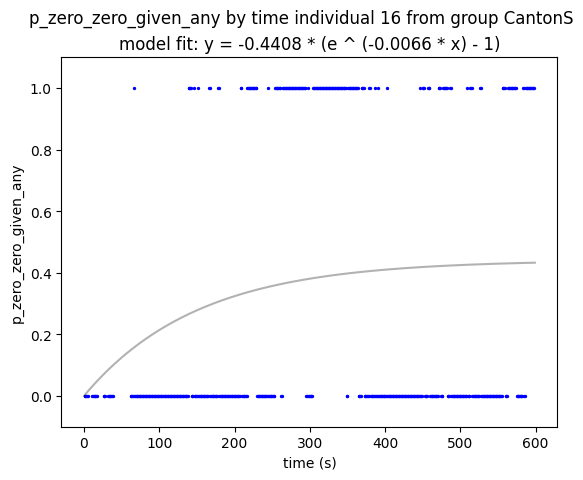 p_zero_zero_given_any by time individual 16 from group CantonS
model fit: y = -0.4408 * (e ^ (-0.0066 * x) - 1)
1.0
0.8
0.6
0.4
0.2
0.0
p_zero_zero_given_any
0 100 200 300 400 500 600
time (s)